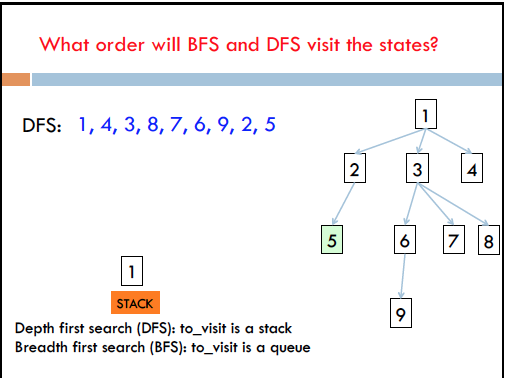 What order will BFS and DFS visit the states?
DFS: 1, 4, 3, 8, 7, 6, 9, 2, 5
1
2 3 4
5 6 7 8
9
1
STACK
Depth first search (DFS): to_visit is a stack
Breadth first search (BFS): to_visit is a queue